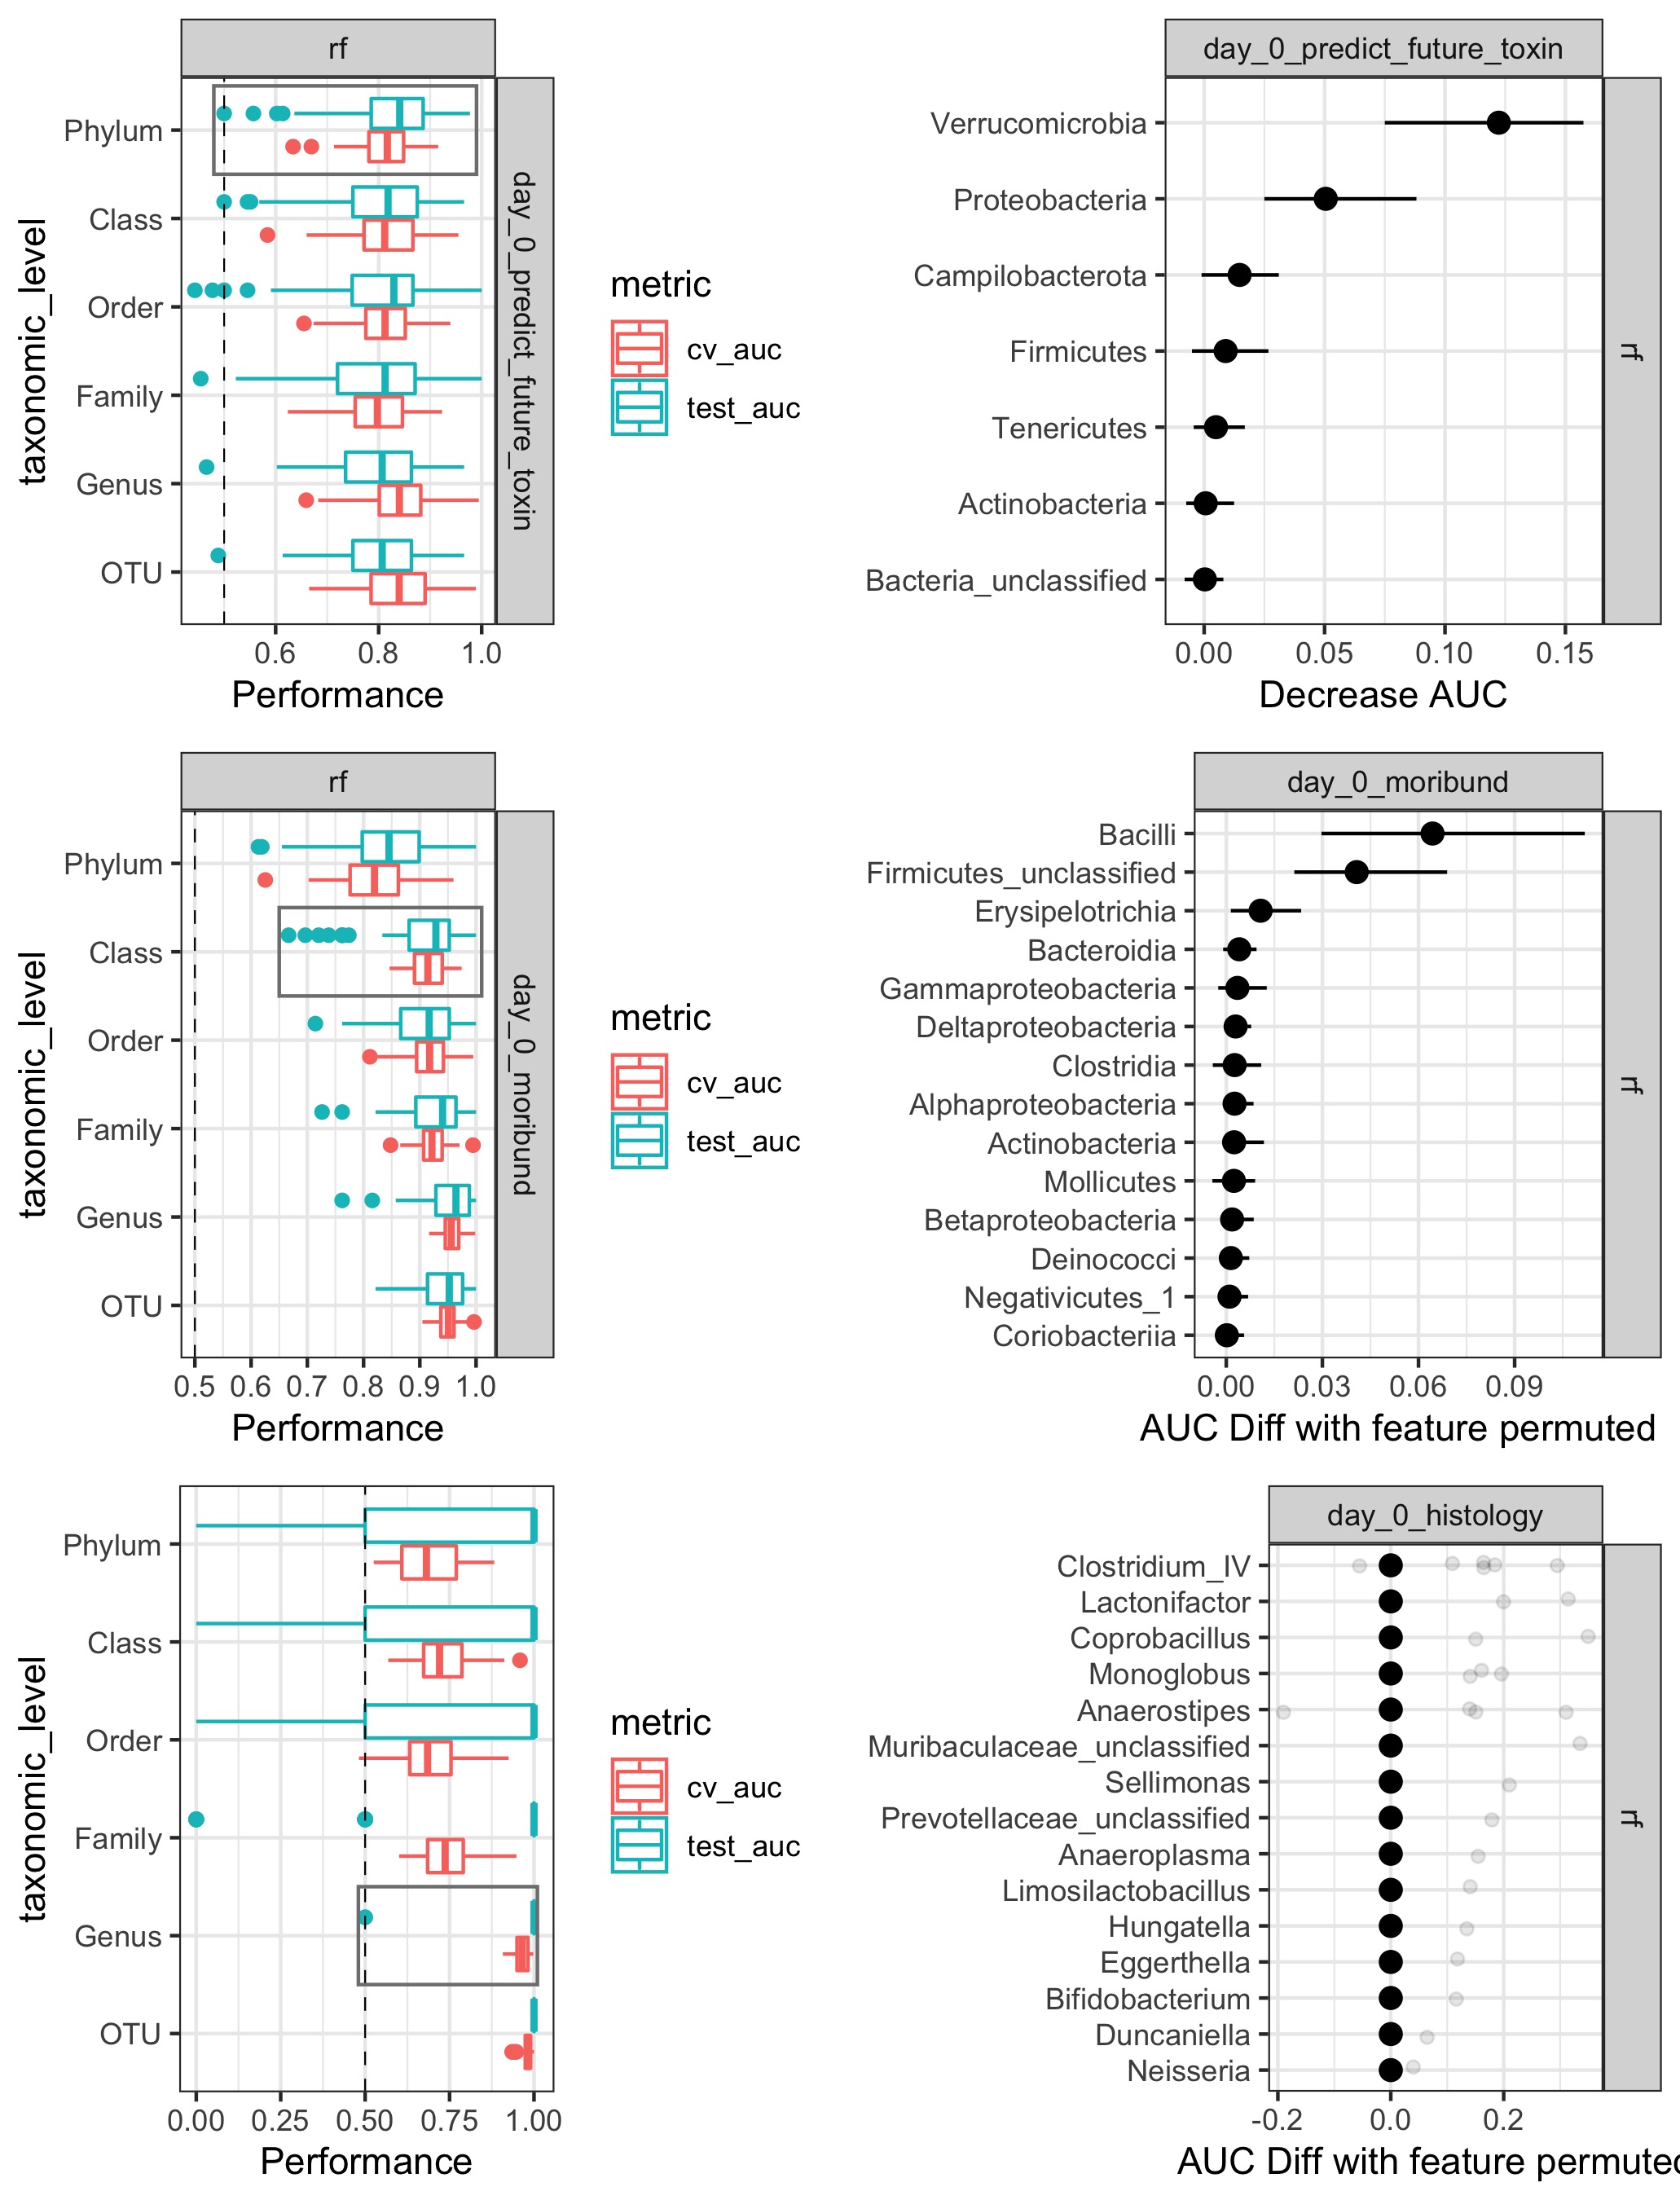 rf
taxonomic_level
Phylum
Class
Order
Family
Genus
OTU
day_0_predict_future_toxin
0.6 0.8 1.0
Performance
metric
cv_auc
test_auc
day_0_predict_future_toxin
Verrucomicrobia
Proteobacteria
Campilobacterota
Firmicutes
Tenericutes
Actinobacteria
Bacteria_unclassified
rf
0.00 0.05 0.10 0.15
Decrease AUC
rf
taxonomic_level
Phylum
Class
Order
Family
Genus
OTU
day_0_moribund
0.5 0.6 0.7 0.8 0.9 1.0
Performance
metric
cv_auc
test_auc
day_0_moribund
Bacilli
Firmicutes_unclassified
Erysipelotrichia
Bacteroidia
Gammaproteobacteria
Deltaproteobacteria
Clostridia
Alphaproteobacteria
Actinobacteria
Mollicutes
Betaproteobacteria
Deinococci
Negativicutes_1
Coriobacteriia
rf
0.00 0.03 0.06 0.09
AUC Diff with feature permuted
taxonomic_level
Phylum
Class
Order
Family
Genus
OTU
0.00 0.25 0.50 0.75 1.00
Performance
metric
cv_auc
test_auc
day_0_histology
Clostridium_IV
Lactonifactor
Coprobacillus
Monoglobus
Anaerostipes
Muribaculaceae_unclassified
Sellimonas
Prevotellaceae_unclassified
Anaeroplasma
Limosilactobacillus
Hungatella
Eggerthella
Bifidobacterium
Duncaniella
Neisseria
rf
-0.2 0.0 0.2
AUC Diff with feature permuted